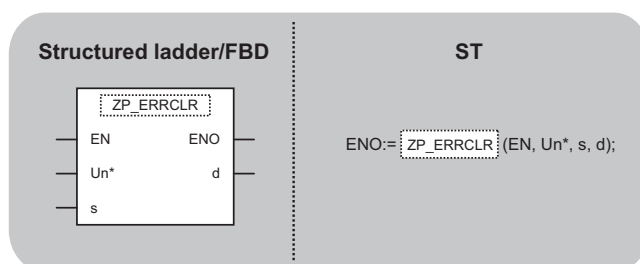 Structured ladder/FBD
ZP_ERRCLR
EN ENO
Un* d
s
ST
ENO:= ZP_ERRCLR (EN, Un*, s, d);